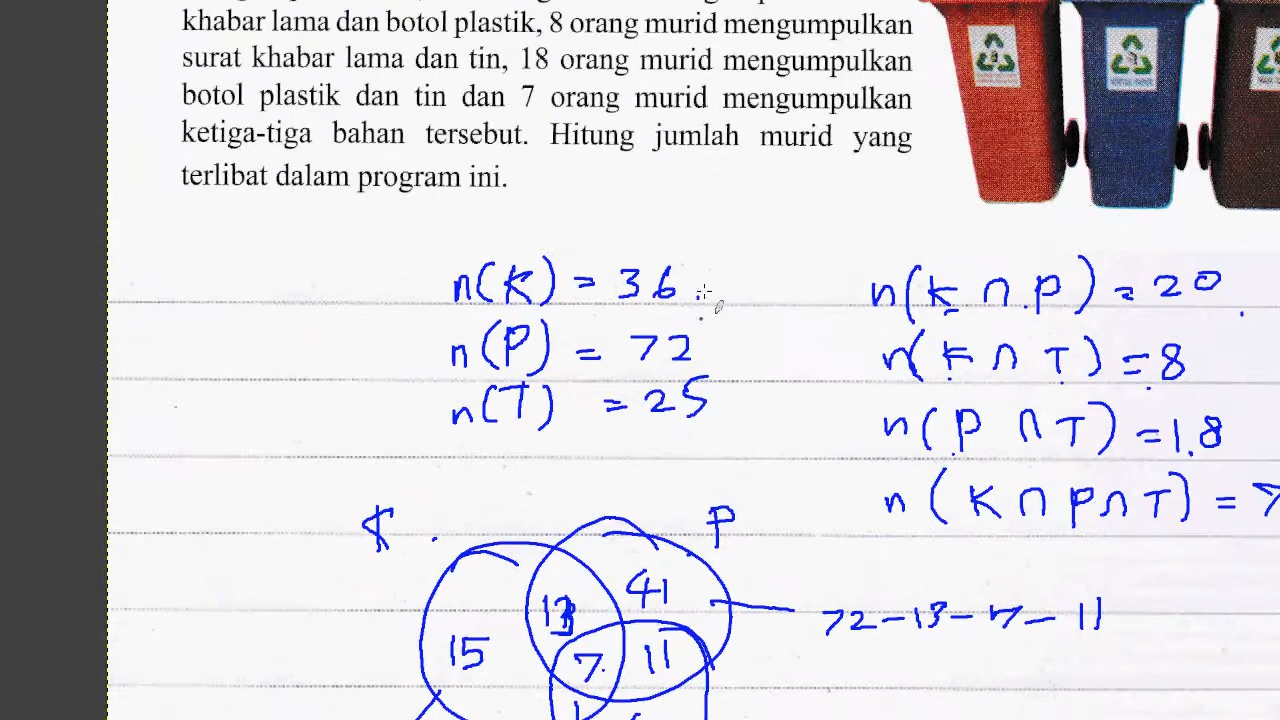 khabar lama dan botol plastik, 8 orang murid mengumpulkan
surat khabar lama dan tin, 18 orang murid mengumpulkan
botol plastik dan tin dan 7 orang murid mengumpulkan
ketiga-tiga bahan tersebut. Hitung jumlah murid yang
terlibat dalam program ini.
n(K) = 36
n(K ∩ P) = 20
n(P) = 72
n(K ∩ T) = 8
n(T) = 25
n(P ∩ T) = 18
n(K ∩ P ∩ T) = 7
K
P
41
13
72 - 13 - 7 - 11
15
7
11